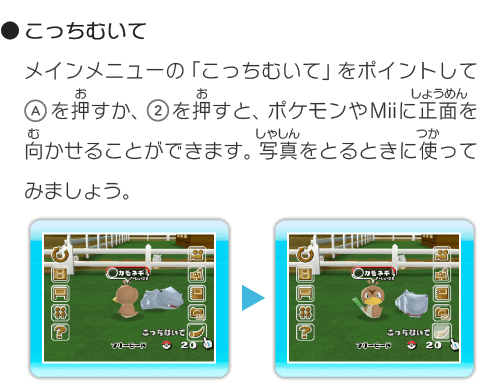 ● こっちむいて
メインメニューの「こっちむいて」をポイントして
Ⓐを押すか、②を押すと、ポケモンやMiiに正面を
向かせることができます。写真をとるときに使って
みましょう。
カモネギ
こっちむいて
フリーモード 20
カモネギ
こっちむいて
フリーモード 20